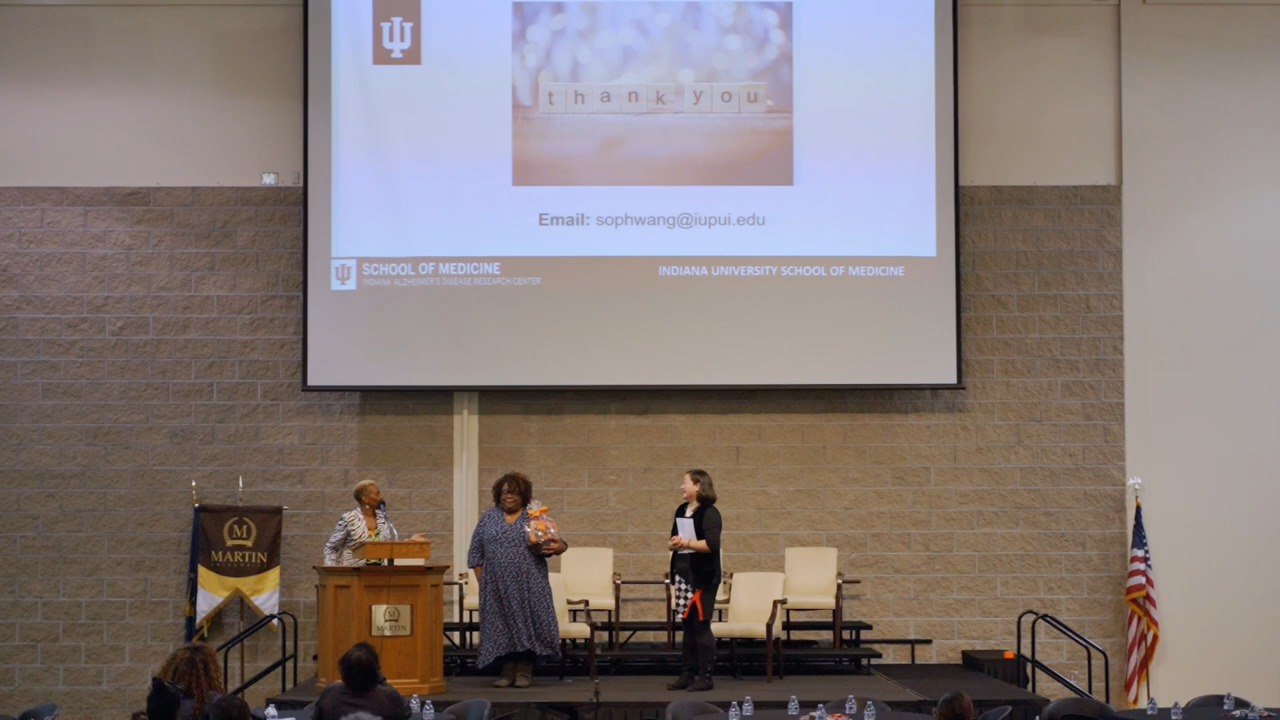 thank you
Email: sophwang@iupui.edu
SCHOOL OF MEDICINE
INDIANA ALZHEIMER'S DISEASE RESEARCH CENTER
INDIANA UNIVERSITY SCHOOL OF MEDICINE
M
MARTIN
UNIVERSITY
M
MARTIN